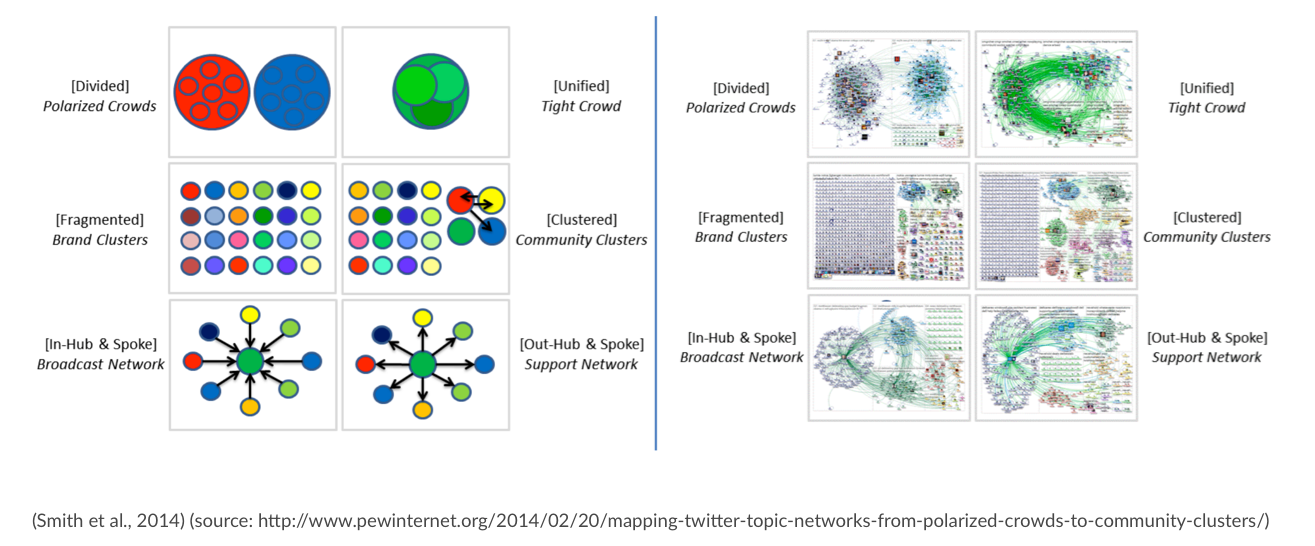 [Divided]
Polarized Crowds
[Unified]
Tight Crowd
[Fragmented]
Brand Clusters
[Clustered]
Community Clusters
[In-Hub & Spoke]
Broadcast Network
[Out-Hub & Spoke]
Support Network
[Divided]
Polarized Crowds
[Unified]
Tight Crowd
[Fragmented]
Brand Clusters
[Clustered]
Community Clusters
[In-Hub & Spoke]
Broadcast Network
[Out-Hub & Spoke]
Support Network
(Smith et al., 2014) (source: http://www.pewinternet.org/2014/02/20/mapping-twitter-topic-networks-from-polarized-crowds-to-community-clusters/)